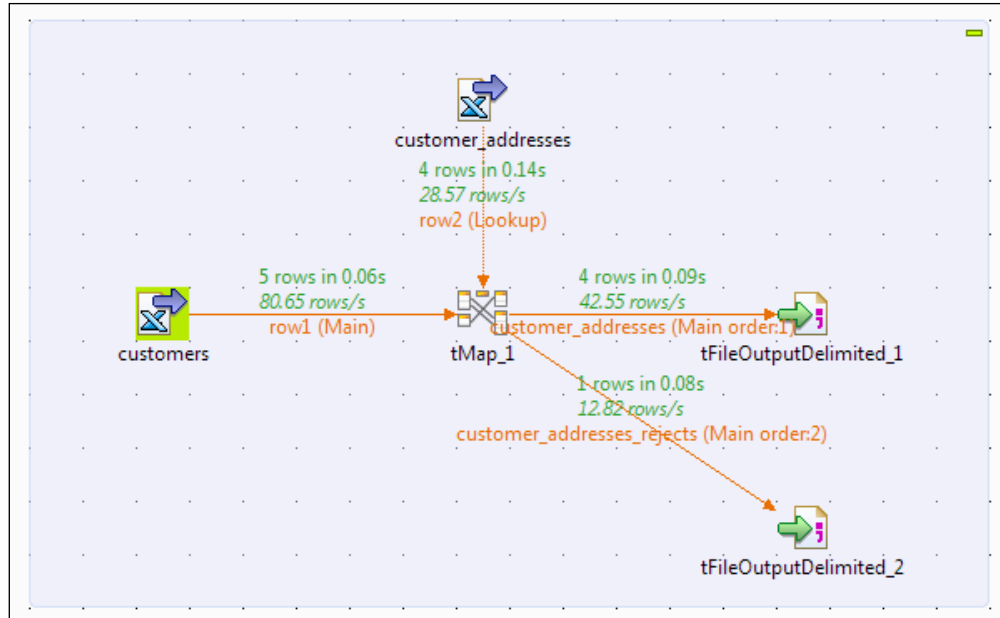 customer_addresses
4 rows in 0.14s
28.57 rows/s
row2 (Lookup)
5 rows in 0.06s
80.65 rows/s
row1 (Main)
4 rows in 0.09s
42.55 rows/s
customer_addresses (Main order:1)
customers
tMap_1
tFileOutputDelimited_1
1 rows in 0.08s
12.82 rows/s
customer_addresses_rejects (Main order:2)
tFileOutputDelimited_2